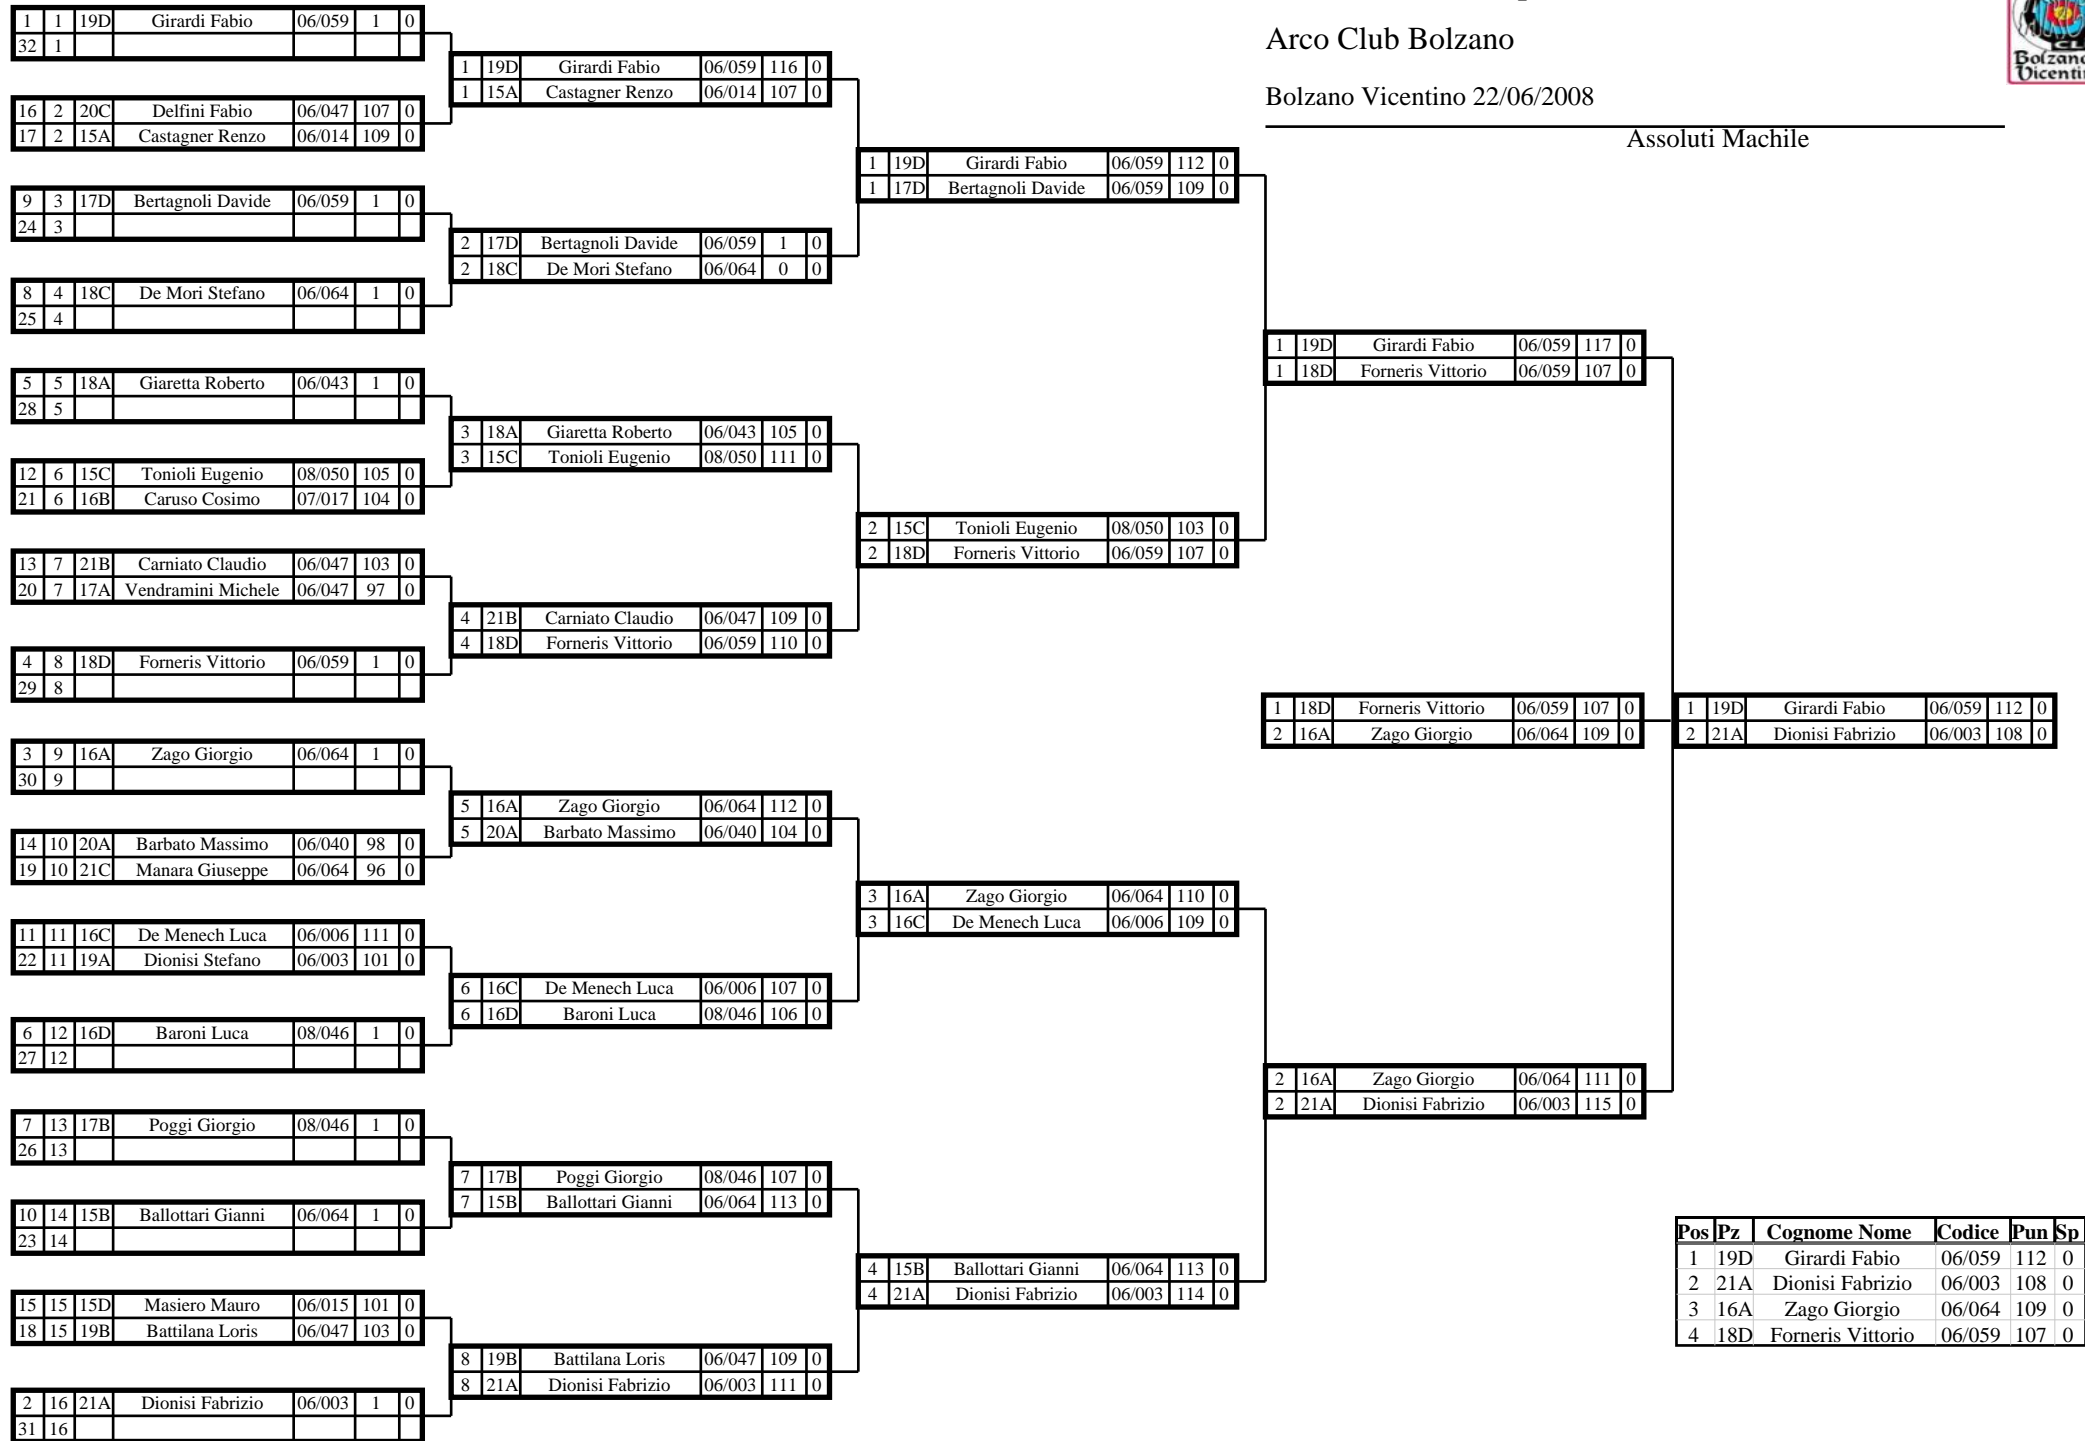 Arco Club Bolzano
Bolzano Vicentino 22/06/2008
Assoluti Machile
Bolzano
Vicentin
1 1 19D Girardi Fabio 06/059 1 0
32 1
16 2 20C Delfini Fabio 06/047 107 0
17 2 15A Castagner Renzo 06/014 109 0
9 3 17D Bertagnoli Davide 06/059 1 0
24 3
8 4 18C De Mori Stefano 06/064 1 0
25 4
5 5 18A Giaretta Roberto 06/043 1 0
28 5
12 6 15C Tonioli Eugenio 08/050 105 0
21 6 16B Caruso Cosimo 07/017 104 0
13 7 21B Carniato Claudio 06/047 103 0
20 7 17A Vendramini Michele 06/047 97 0
4 8 18D Forneris Vittorio 06/059 1 0
29 8
3 9 16A Zago Giorgio 06/064 1 0
30 9
14 10 20A Barbato Massimo 06/040 98 0
19 10 21C Manara Giuseppe 06/064 96 0
11 11 16C De Menech Luca 06/006 111 0
22 11 19A Dionisi Stefano 06/003 101 0
6 12 16D Baroni Luca 08/046 1 0
27 12
7 13 17B Poggi Giorgio 08/046 1 0
26 13
10 14 15B Ballottari Gianni 06/064 1 0
23 14
15 15 15D Masiero Mauro 06/015 101 0
18 15 19B Battilana Loris 06/047 103 0
2 16 21A Dionisi Fabrizio 06/003 1 0
31 16
1 19D Girardi Fabio 06/059 116 0
1 15A Castagner Renzo 06/014 107 0
2 17D Bertagnoli Davide 06/059 1 0
2 18C De Mori Stefano 06/064 0 0
3 18A Giaretta Roberto 06/043 105 0
3 15C Tonioli Eugenio 08/050 111 0
4 21B Carniato Claudio 06/047 109 0
4 18D Forneris Vittorio 06/059 110 0
5 16A Zago Giorgio 06/064 112 0
5 20A Barbato Massimo 06/040 104 0
6 16C De Menech Luca 06/006 107 0
6 16D Baroni Luca 08/046 106 0
7 17B Poggi Giorgio 08/046 107 0
7 15B Ballottari Gianni 06/064 113 0
8 19B Battilana Loris 06/047 109 0
8 21A Dionisi Fabrizio 06/003 111 0
1 19D Girardi Fabio 06/059 112 0
1 17D Bertagnoli Davide 06/059 109 0
2 15C Tonioli Eugenio 08/050 103 0
2 18D Forneris Vittorio 06/059 107 0
3 16A Zago Giorgio 06/064 110 0
3 16C De Menech Luca 06/006 109 0
4 15B Ballottari Gianni 06/064 113 0
4 21A Dionisi Fabrizio 06/003 114 0
1 19D Girardi Fabio 06/059 117 0
1 18D Forneris Vittorio 06/059 107 0
1 18D Forneris Vittorio 06/059 107 0
2 16A Zago Giorgio 06/064 109 0
2 16A Zago Giorgio 06/064 111 0
2 21A Dionisi Fabrizio 06/003 115 0
1 19D Girardi Fabio 06/059 112 0
2 21A Dionisi Fabrizio 06/003 108 0
Pos Pz Cognome Nome Codice Pun Sp
1 19D Girardi Fabio 06/059 112 0
2 21A Dionisi Fabrizio 06/003 108 0
3 16A Zago Giorgio 06/064 109 0
4 18D Forneris Vittorio 06/059 107 0